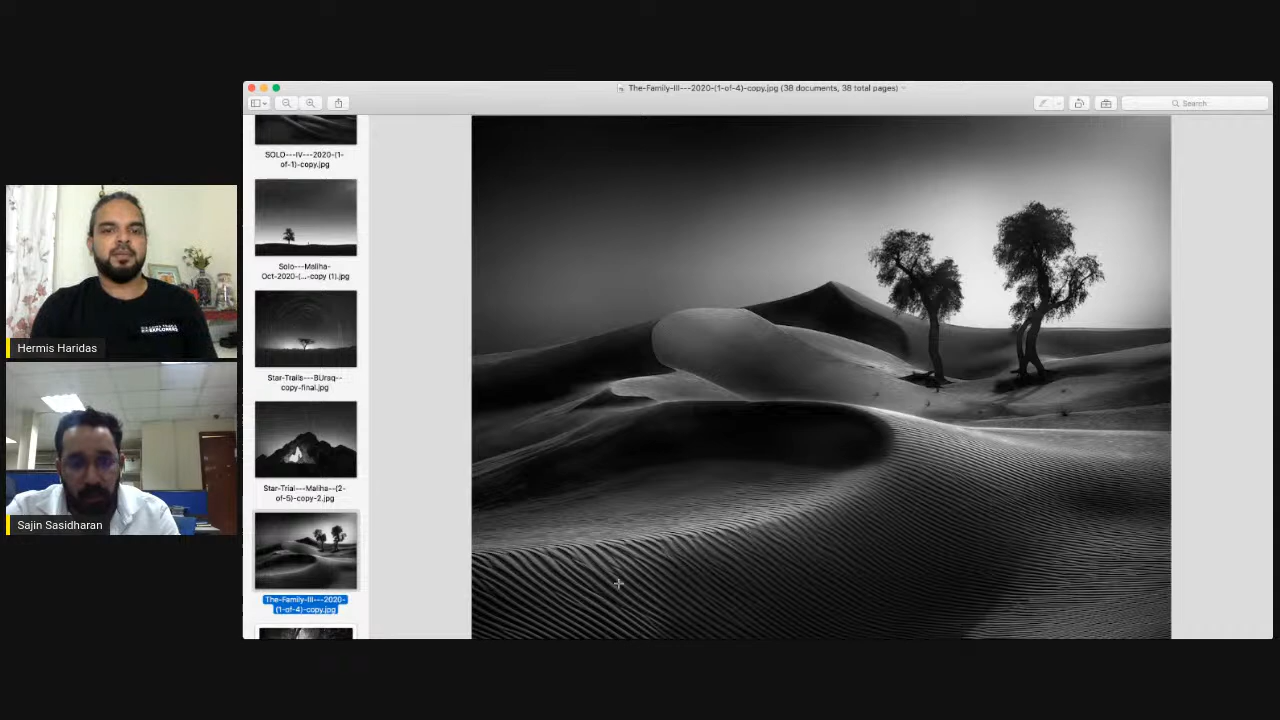 The-Family-III---2020-(1-of-4)-copy.jpg (38 documents, 38 total pages)
Search
SOLO---IV---2020-(1-
of-1)-copy.jpg
Solo---Maliha-
Oct-2020-(...-copy (1).jpg
Star-Trails---BUraq--
copy-final.jpg
Star-Trial---Maliha--(2-
of-5)-copy-2.jpg
The-Family-III---2020-
(1-of-4)-copy.jpg
EXPLORERS
Hermis Haridas
Sajin Sasidharan